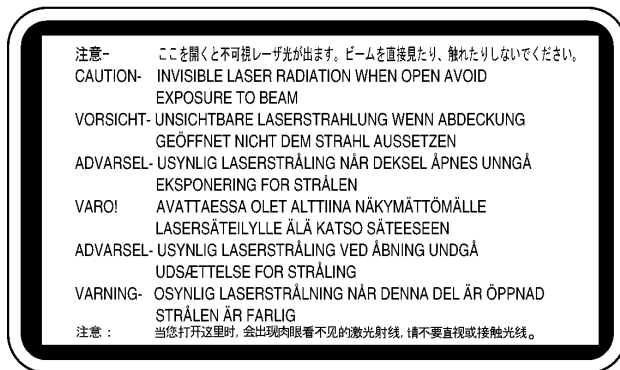 注意- ここを開くと不可視レーザ光が出ます。ビームを直接見たり、触れたりしないでください。
CAUTION- INVISIBLE LASER RADIATION WHEN OPEN AVOID
EXPOSURE TO BEAM
VORSICHT- UNSICHTBARE LASERSTRAHLUNG WENN ABDECKUNG
GEÖFFNET NICHT DEM STRAHL AUSSETZEN
ADVARSEL- USYNLIG LASERSTRÅLING NÅR DEKSEL ÅPNES UNNGÅ
EKSPONERING FOR STRÅLEN
VARO! AVATTAESSA OLET ALTTIINA NÄKYMÄTTÖMÄLLE
LASERSÄTEILYLLE ÄLÄ KATSO SÄTEESEEN
ADVARSEL- USYNLIG LASERSTRÅLING VED ÅBNING UNDGÅ
UDSÆTTELSE FOR STRÅLING
VARNING- OSYNLIG LASERSTRÅLNING NÅR DENNA DEL ÄR ÖPPNAD
STRÅLEN ÄR FARLIG
注意： 当您打开这里时, 会出现肉眼看不见的激光射线, 请不要直视或接触光线。